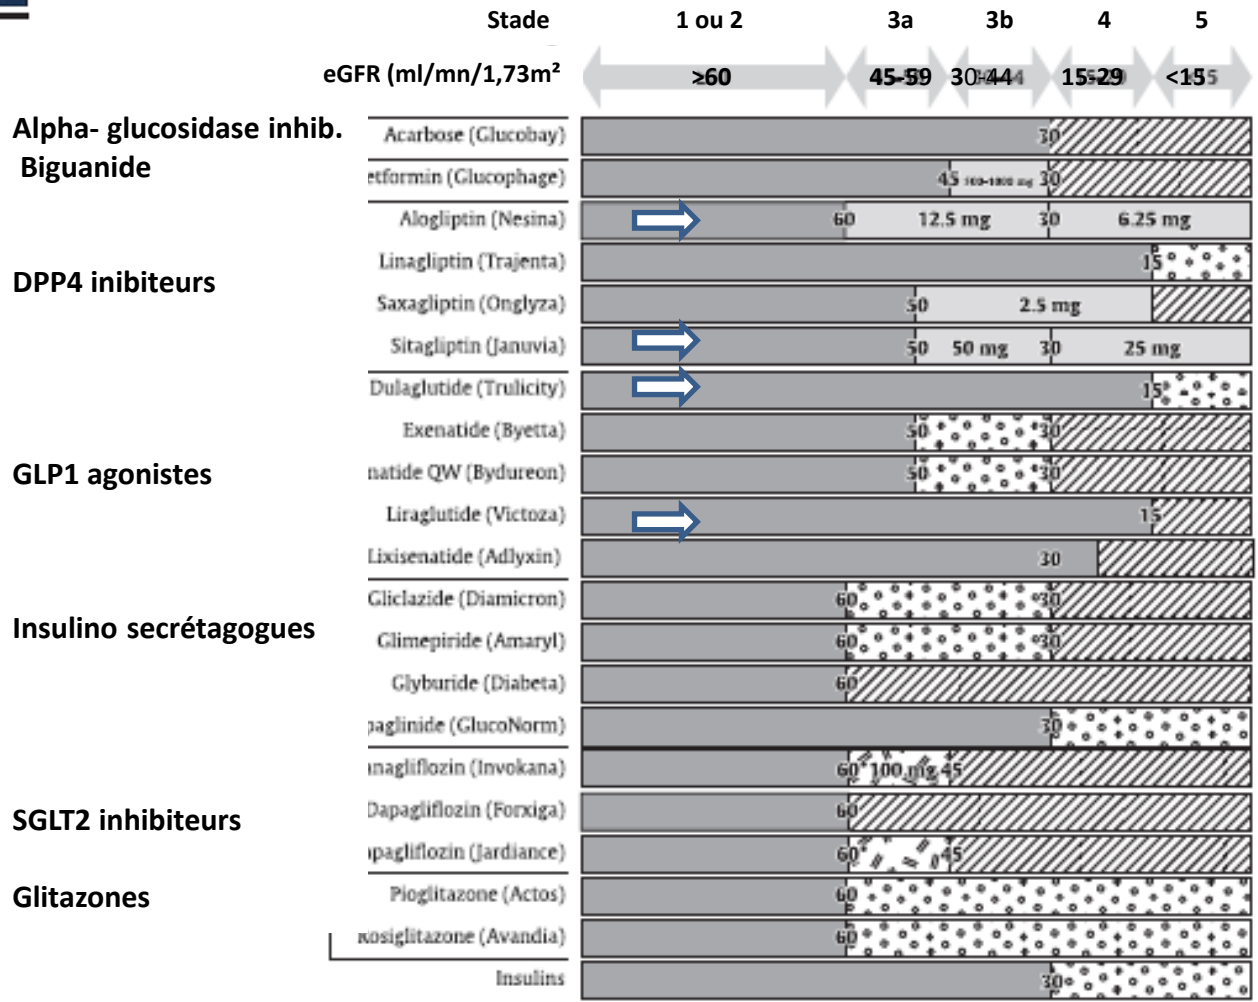 Stade 1 ou 2 3a 3b 4 5
eGFR (ml/mn/1,73m² >60 45-59 30-44 15-29 <15
Alpha- glucosidase inhib.
Acarbose (Glucobay) 30
Biguanide
etformin (Glucophage) 45 500-1000 mg 30
Alogliptin (Nesina) 60 12.5 mg 30 6.25 mg
Linagliptin (Trajenta) 15
DPP4 inibiteurs
Saxagliptin (Onglyza) 50 2.5 mg
Sitagliptin (Januvia) 50 50 mg 30 25 mg
Dulaglutide (Trulicity) 15
Exenatide (Byetta) 50 30
GLP1 agonistes
natide QW (Bydureon) 50 30
Liraglutide (Victoza) 15
Lixisenatide (Adlyxin) 30
Gliclazide (Diamicron) 60 30
Insulino secrétagogues
Glimepiride (Amaryl) 60 30
Glyburide (Diabeta) 60
paglinide (GlucoNorm) 30
anagliflozin (Invokana) 60 100 mg 45
SGLT2 inhibiteurs
Dapagliflozin (Forxiga) 60
pagliflozin (Jardiance) 60 45
Glitazones
Pioglitazone (Actos) 60
Rosiglitazone (Avandia) 60
Insulins 30